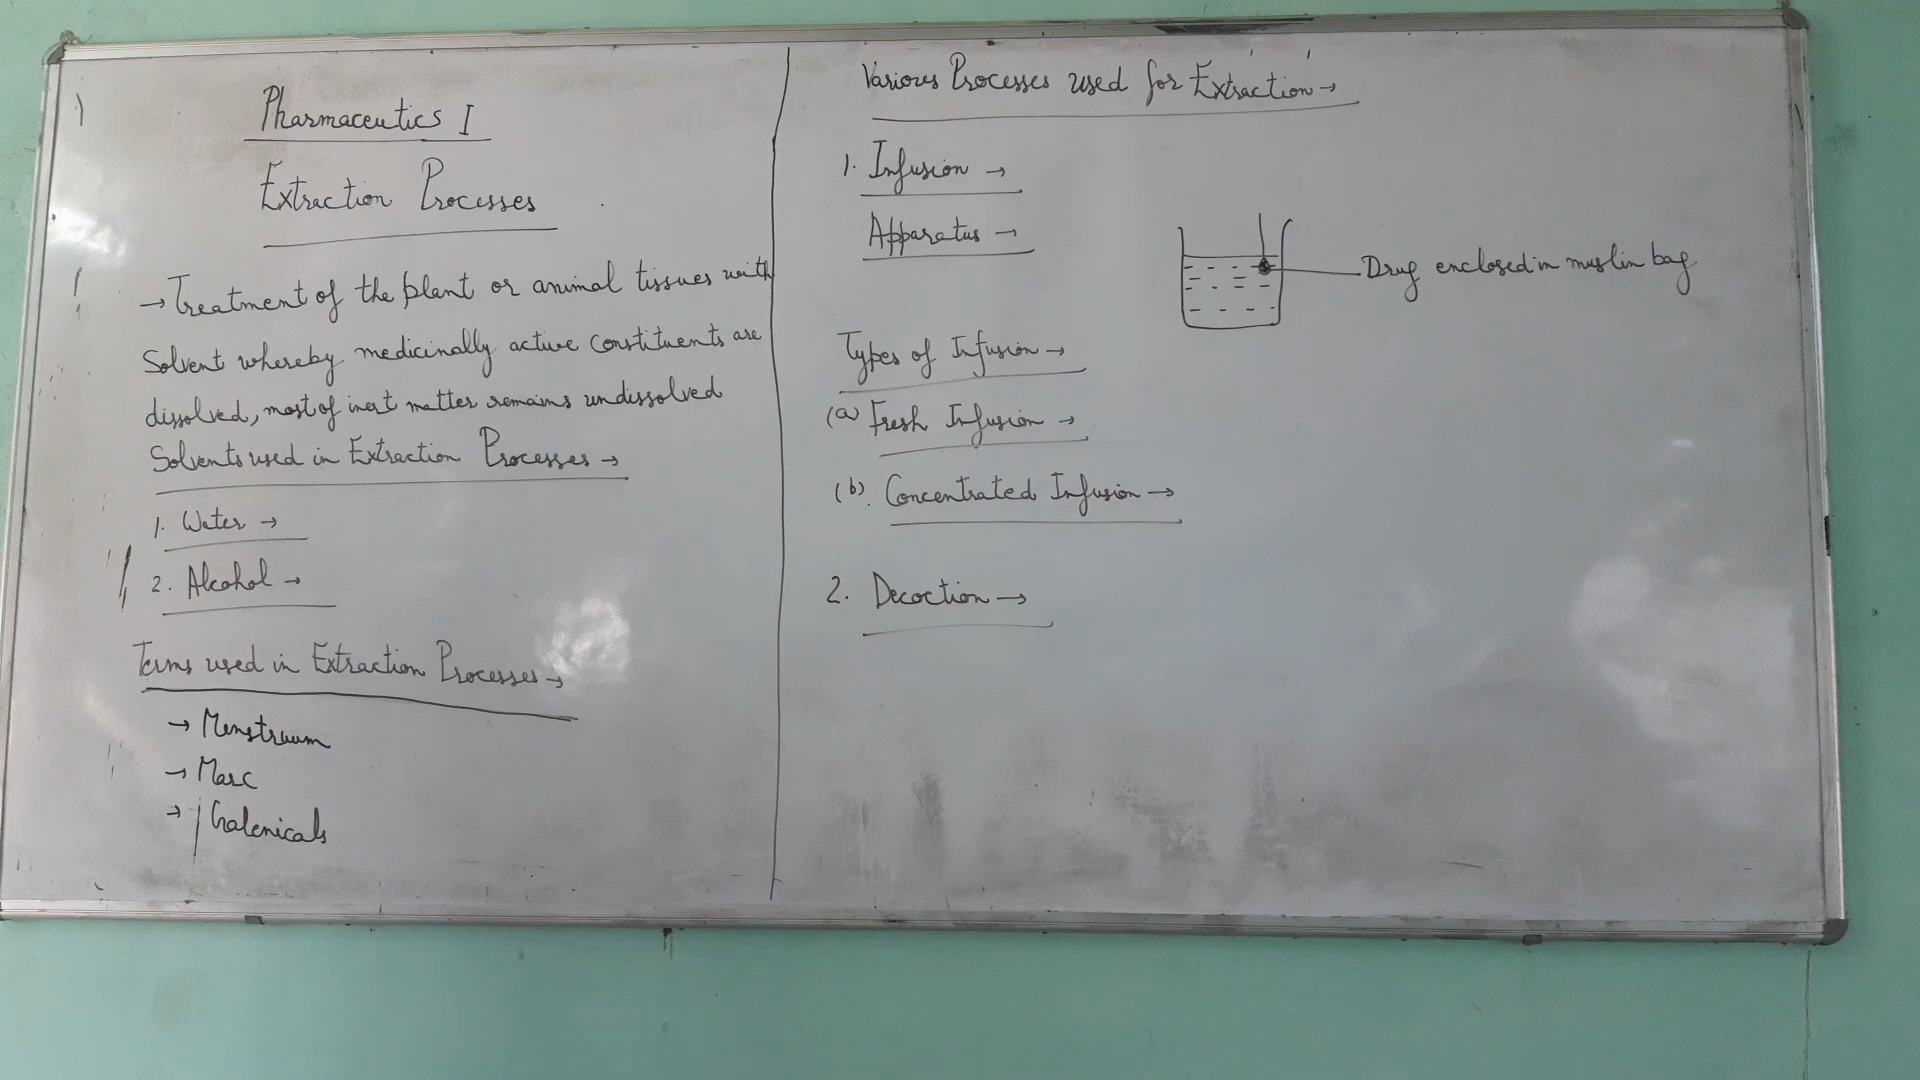 Pharmaceutics I
Extraction Processes
→ Treatment of the plant or animal tissues with
Solvent whereby medicinally active constituents are
dissolved, most of inert matter remains undissolved
Solvents used in Extraction Processes →
1. Water →
2. Alcohol →
Terms used in Extraction Processes →
→ Menstruum
→ Marc
→ Galenicals
Various Processes used for Extraction →
1. Infusion →
Apparatus →
Drug enclosed in muslin bag
Types of Infusion →
(a) Fresh Infusion →
(b). Concentrated Infusion →
2. Decoction →